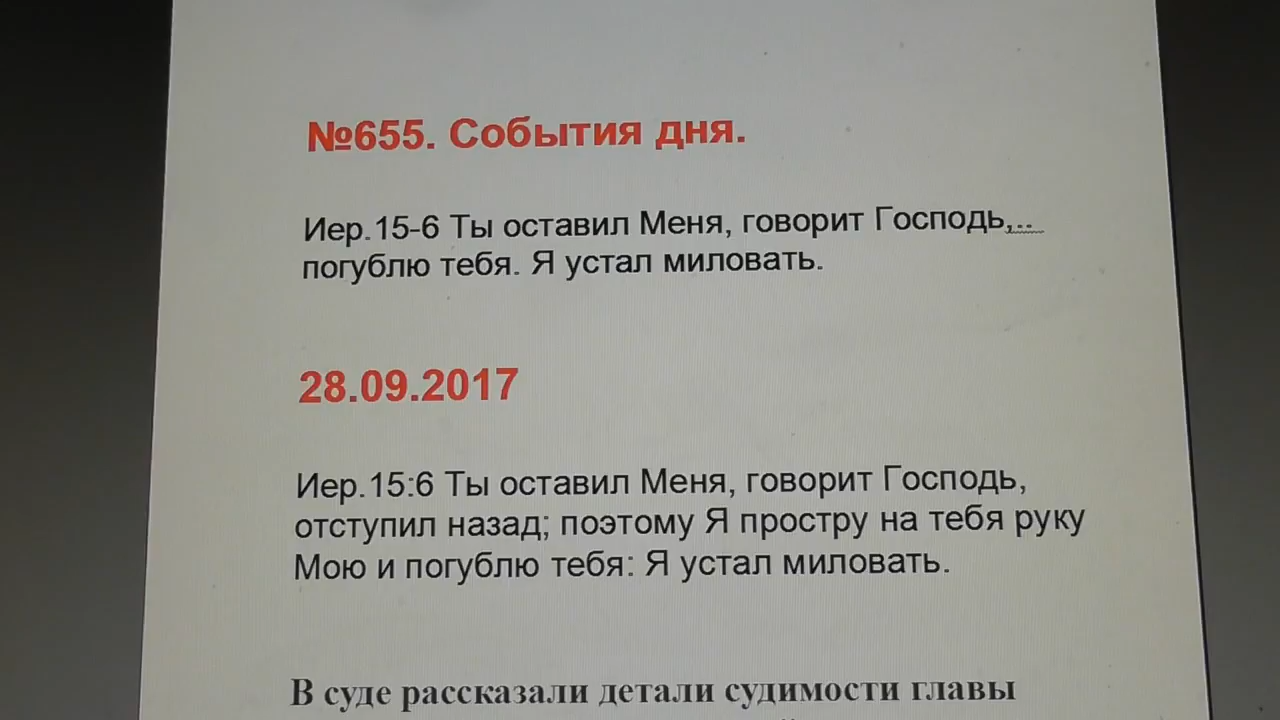 №655. События дня.
Иер.15-6 Ты оставил Меня, говорит Господь,..
погублю тебя. Я устал миловать.
28.09.2017
Иер.15:6 Ты оставил Меня, говорит Господь,
отступил назад; поэтому Я простру на тебя руку
Мою и погублю тебя: Я устал миловать.
В суде рассказали детали судимости главы